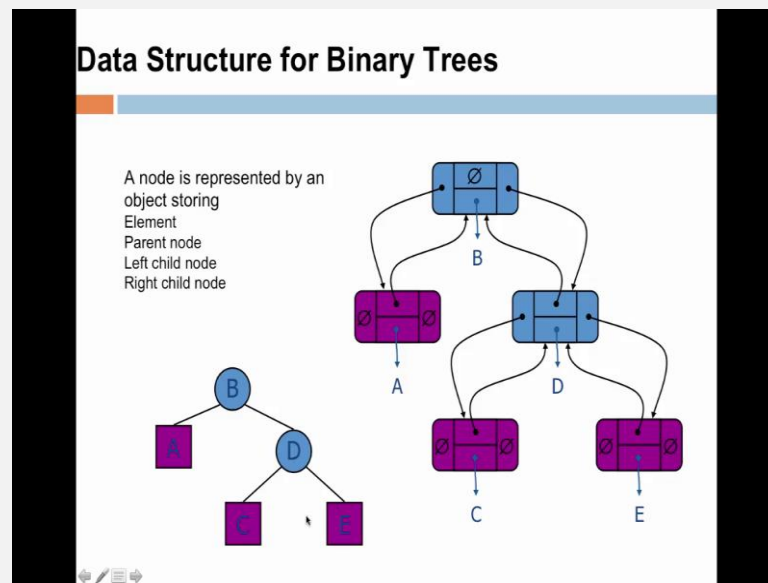 Data Structure for Binary Trees
A node is represented by an
object storing
Element
Parent node
Left child node
Right child node
Ø
B
Ø Ø
A
D
Ø Ø
C
Ø Ø
E
B
A
D
C
E